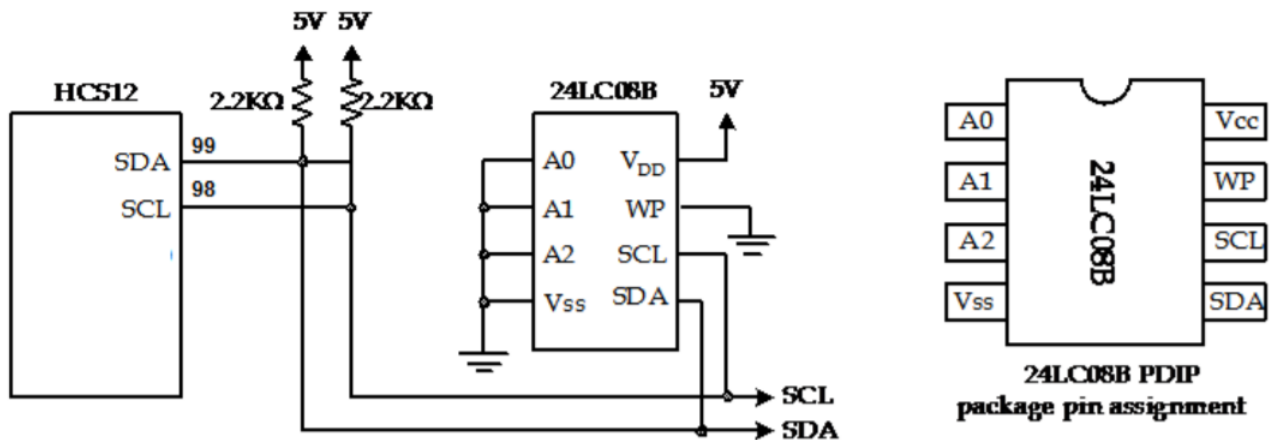 5V 5V
HCS12
2.2KΩ
2.2KΩ
SDA
99
SCL
98
24LC08B
5V
A0
VDD
A1
WP
A2
SCL
Vss
SDA
SCL
SDA
A0
Vcc
A1
WP
A2
SCL
Vss
SDA
24LC08B
24LC08B PDIP
package pin assignment